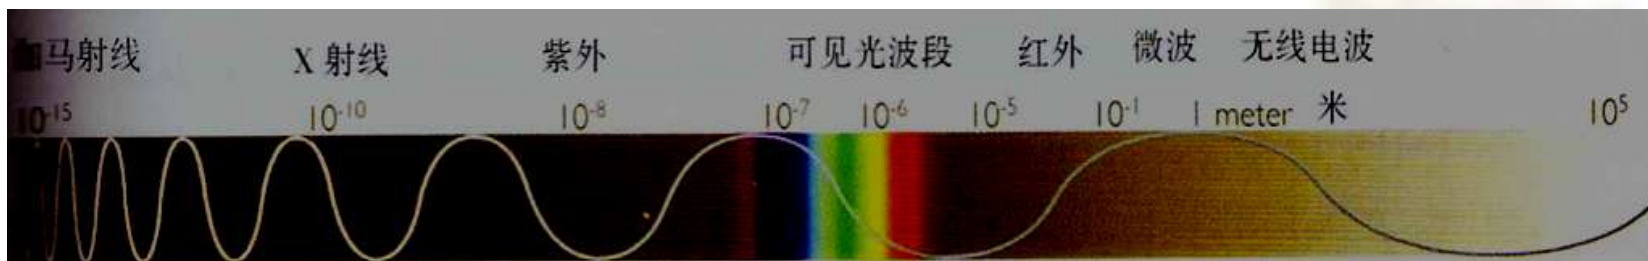 伽马射线 X 射线 紫外 可见光波段 红外 微波 无线电波
10⁻¹⁵ 10⁻¹⁰ 10⁻⁸ 10⁻⁷ 10⁻⁶ 10⁻⁵ 10⁻¹ 1 meter 米 10⁵